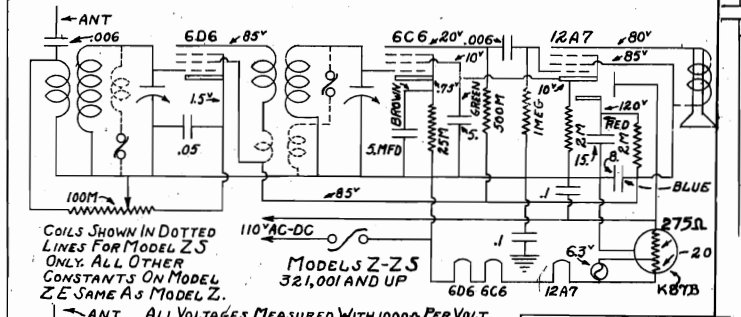 ANT
.006
6D6
85V
6C6
20V
.006
12A7
80V
85V
10V
10V
1.5V
.75V
BROWN
GREEN
120V
RED
.05
5.MFD
25M
5.
500M
1MEG
2M
15.
2M
8.
BLUE
100M
85V
.1
.1
275Ω
20
K87B
110V AC-DC
6.3V
6D6 6C6 12A7
COILS SHOWN IN DOTTED
LINES FOR MODEL ZS
ONLY. ALL OTHER
CONSTANTS ON MODEL
ZE SAME AS MODEL Z.
MODELS Z-ZS
321,001 AND UP
ANT
ALL VOLTAGES MEASURED WITH 1000Ω PER VOLT